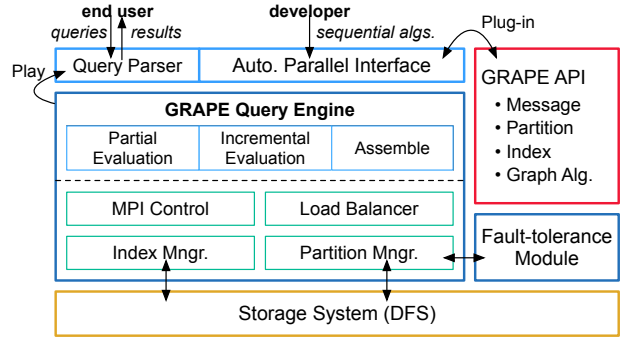 end user
developer
queries
results
sequential algs.
Plug-in
Play
Query Parser
Auto. Parallel Interface
GRAPE API
• Message
• Partition
• Index
• Graph Alg.
GRAPE Query Engine
Partial
Evaluation
Incremental
Evaluation
Assemble
MPI Control
Load Balancer
Index Mngr.
Partition Mngr.
Fault-tolerance
Module
Storage System (DFS)